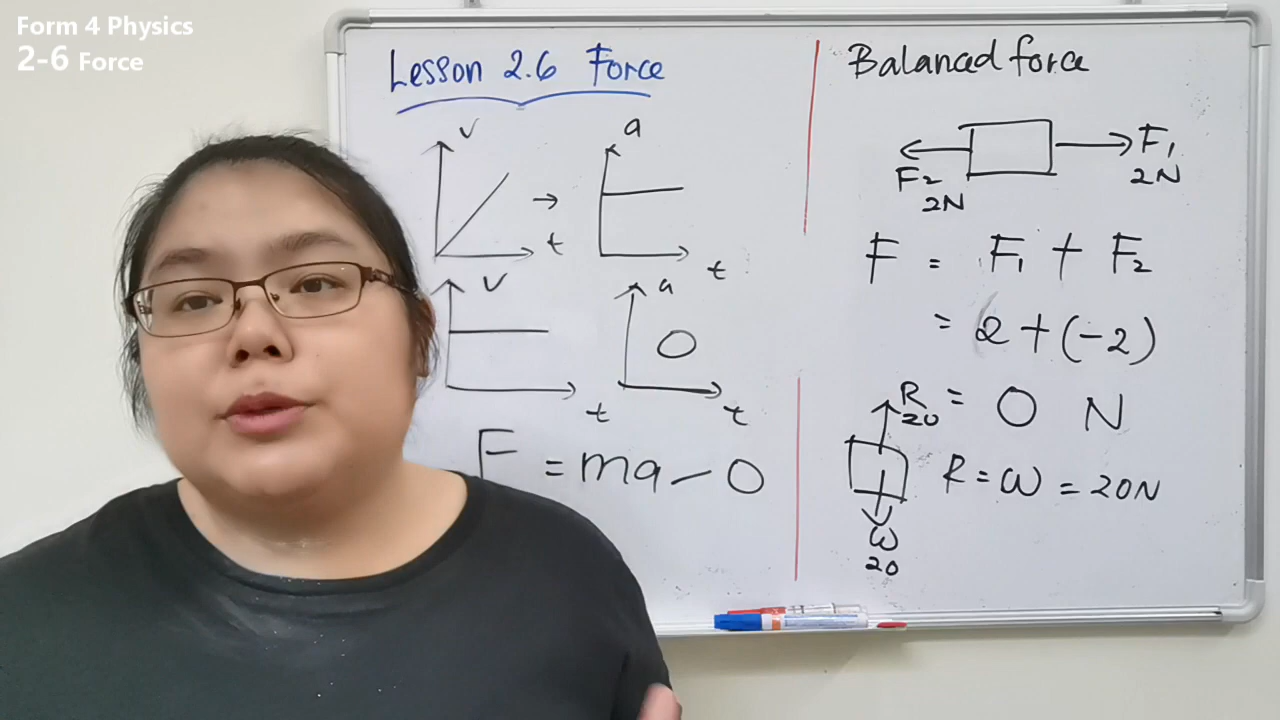 Form 4 Physics
2-6 Force
Lesson 2.6 Force
v
t
→
a
t
v
t
a
O
t
F = ma - 0
Balanced force
F₂
2N
F₁
2N
F = F₁ + F₂
= 2 + (-2)
= 0 N
R
20
W
20
R = W = 20N